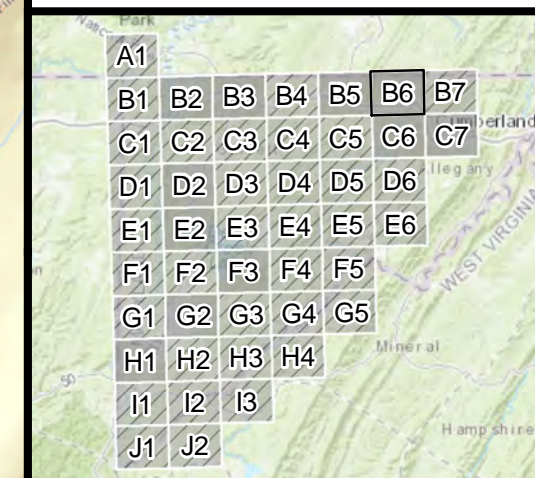 Park
A1
B1 B2 B3 B4 B5 B6 B7
C1 C2 C3 C4 C5 C6 C7
D1 D2 D3 D4 D5 D6
E1 E2 E3 E4 E5 E6
F1 F2 F3 F4 F5
G1 G2 G3 G4 G5
H1 H2 H3 H4
I1 I2 I3
J1 J2
WEST VIRGINIA
Mineral
50
Hampshire